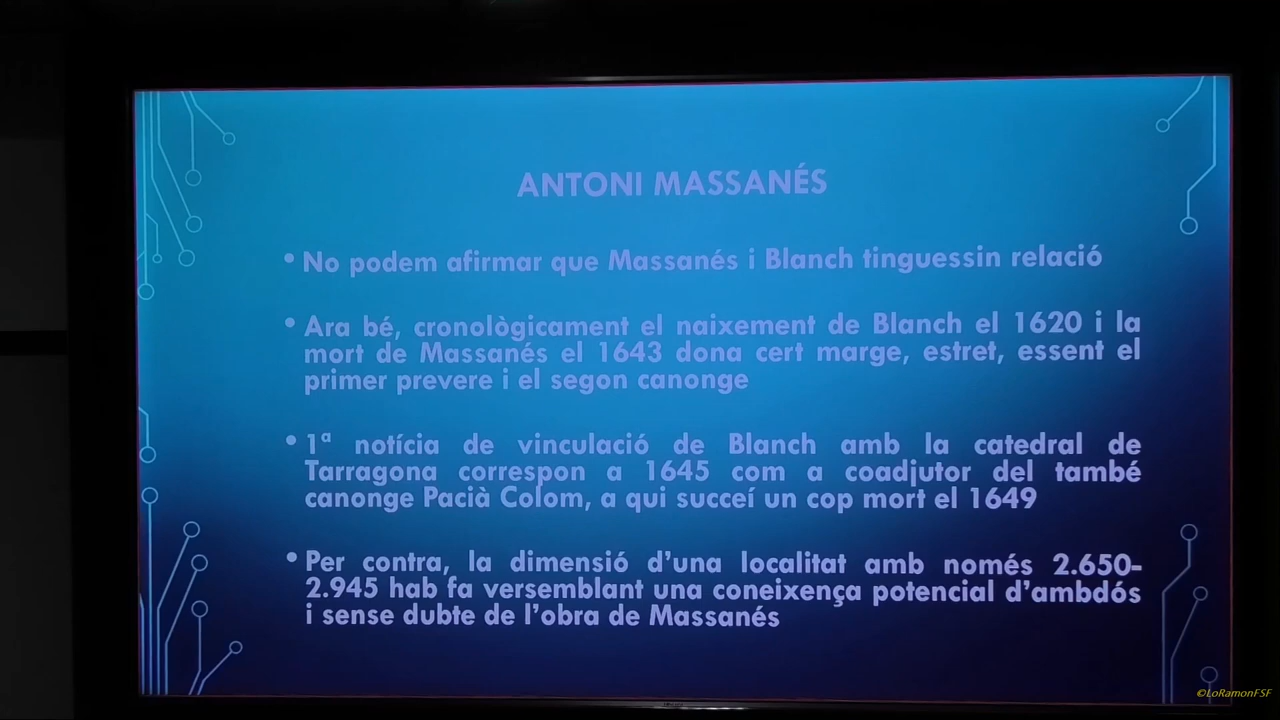 ANTONI MASSANÉS
• No podem afirmar que Massanés i Blanch tinguessin relació
• Ara bé, cronològicament el naixement de Blanch el 1620 i la
mort de Massanés el 1643 dona cert marge, estret, essent el
primer prevere i el segon canonge
• 1ª notícia de vinculació de Blanch amb la catedral de
Tarragona correspon a 1645 com a coadjutor del també
canonge Pacià Colom, a qui succeí un cop mort el 1649
• Per contra, la dimensió d’una localitat amb només 2.650-
2.945 hab fa versemblant una coneixença potencial d’ambdós
i sense dubte de l’obra de Massanés
©LoRamonFSF